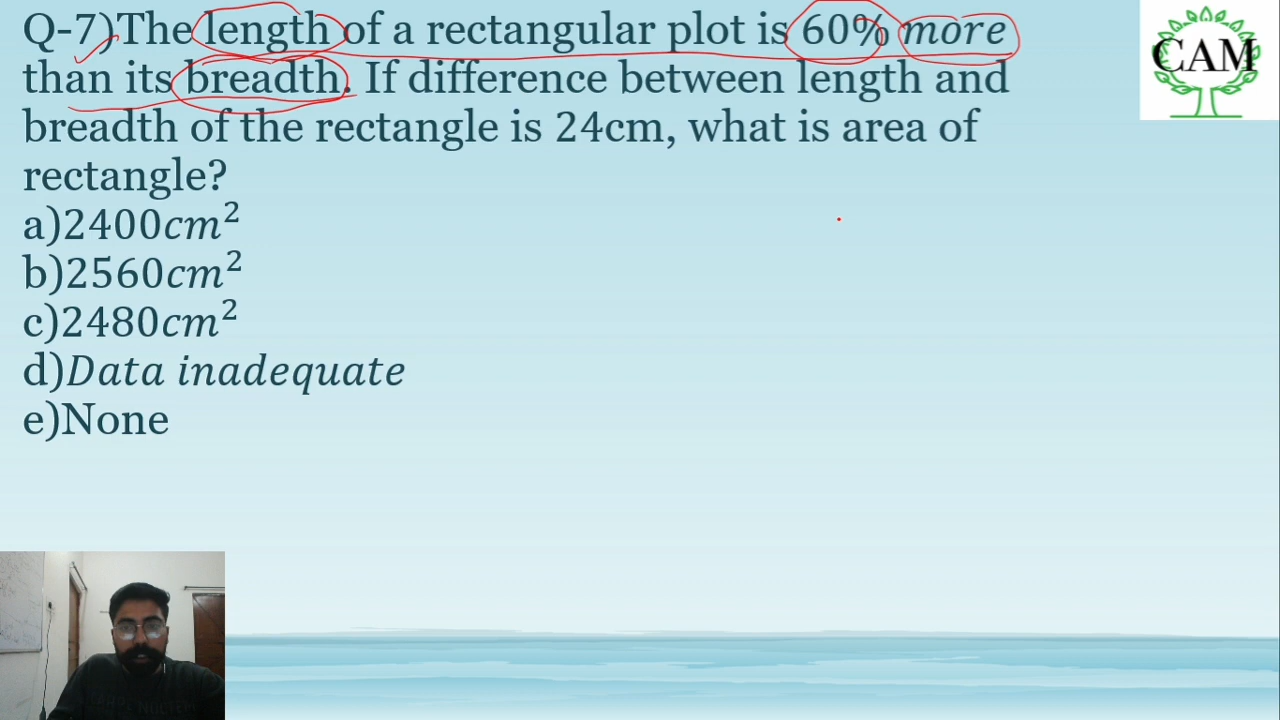 Q-7)The length of a rectangular plot is 60% more
than its breadth. If difference between length and
breadth of the rectangle is 24cm, what is area of
rectangle?
a)2400cm²
b)2560cm²
c)2480cm²
d)Data inadequate
e)None
CAM